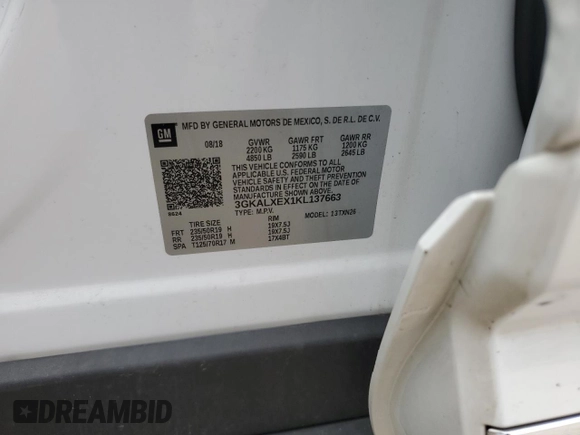 GM
MFD BY GENERAL MOTORS DE MEXICO, S. DE R.L. DE C.V.
08/18 GVWR GAWR FRT GAWR RR
2200 KG 1175 KG 1200 KG
4850 LB 2590 LB 2645 LB
THIS VEHICLE CONFORMS TO ALL
APPLICABLE U.S. FEDERAL
MOTOR VEHICLE SAFETY AND
THEFT PREVENTION STANDARDS
IN EFFECT ON THE DATE OF
MANUFACTURE SHOWN ABOVE.
3GKALXEX1KL137663
9824 TYPE: M.P.V. MODEL: 13TXN26
TIRE SIZE RIM
FRT 235/50R19 H 19X7.5J
RR 235/50R19 H 19X7.5J
SPA T125/70R17 M 17X4BT
DREAMBID